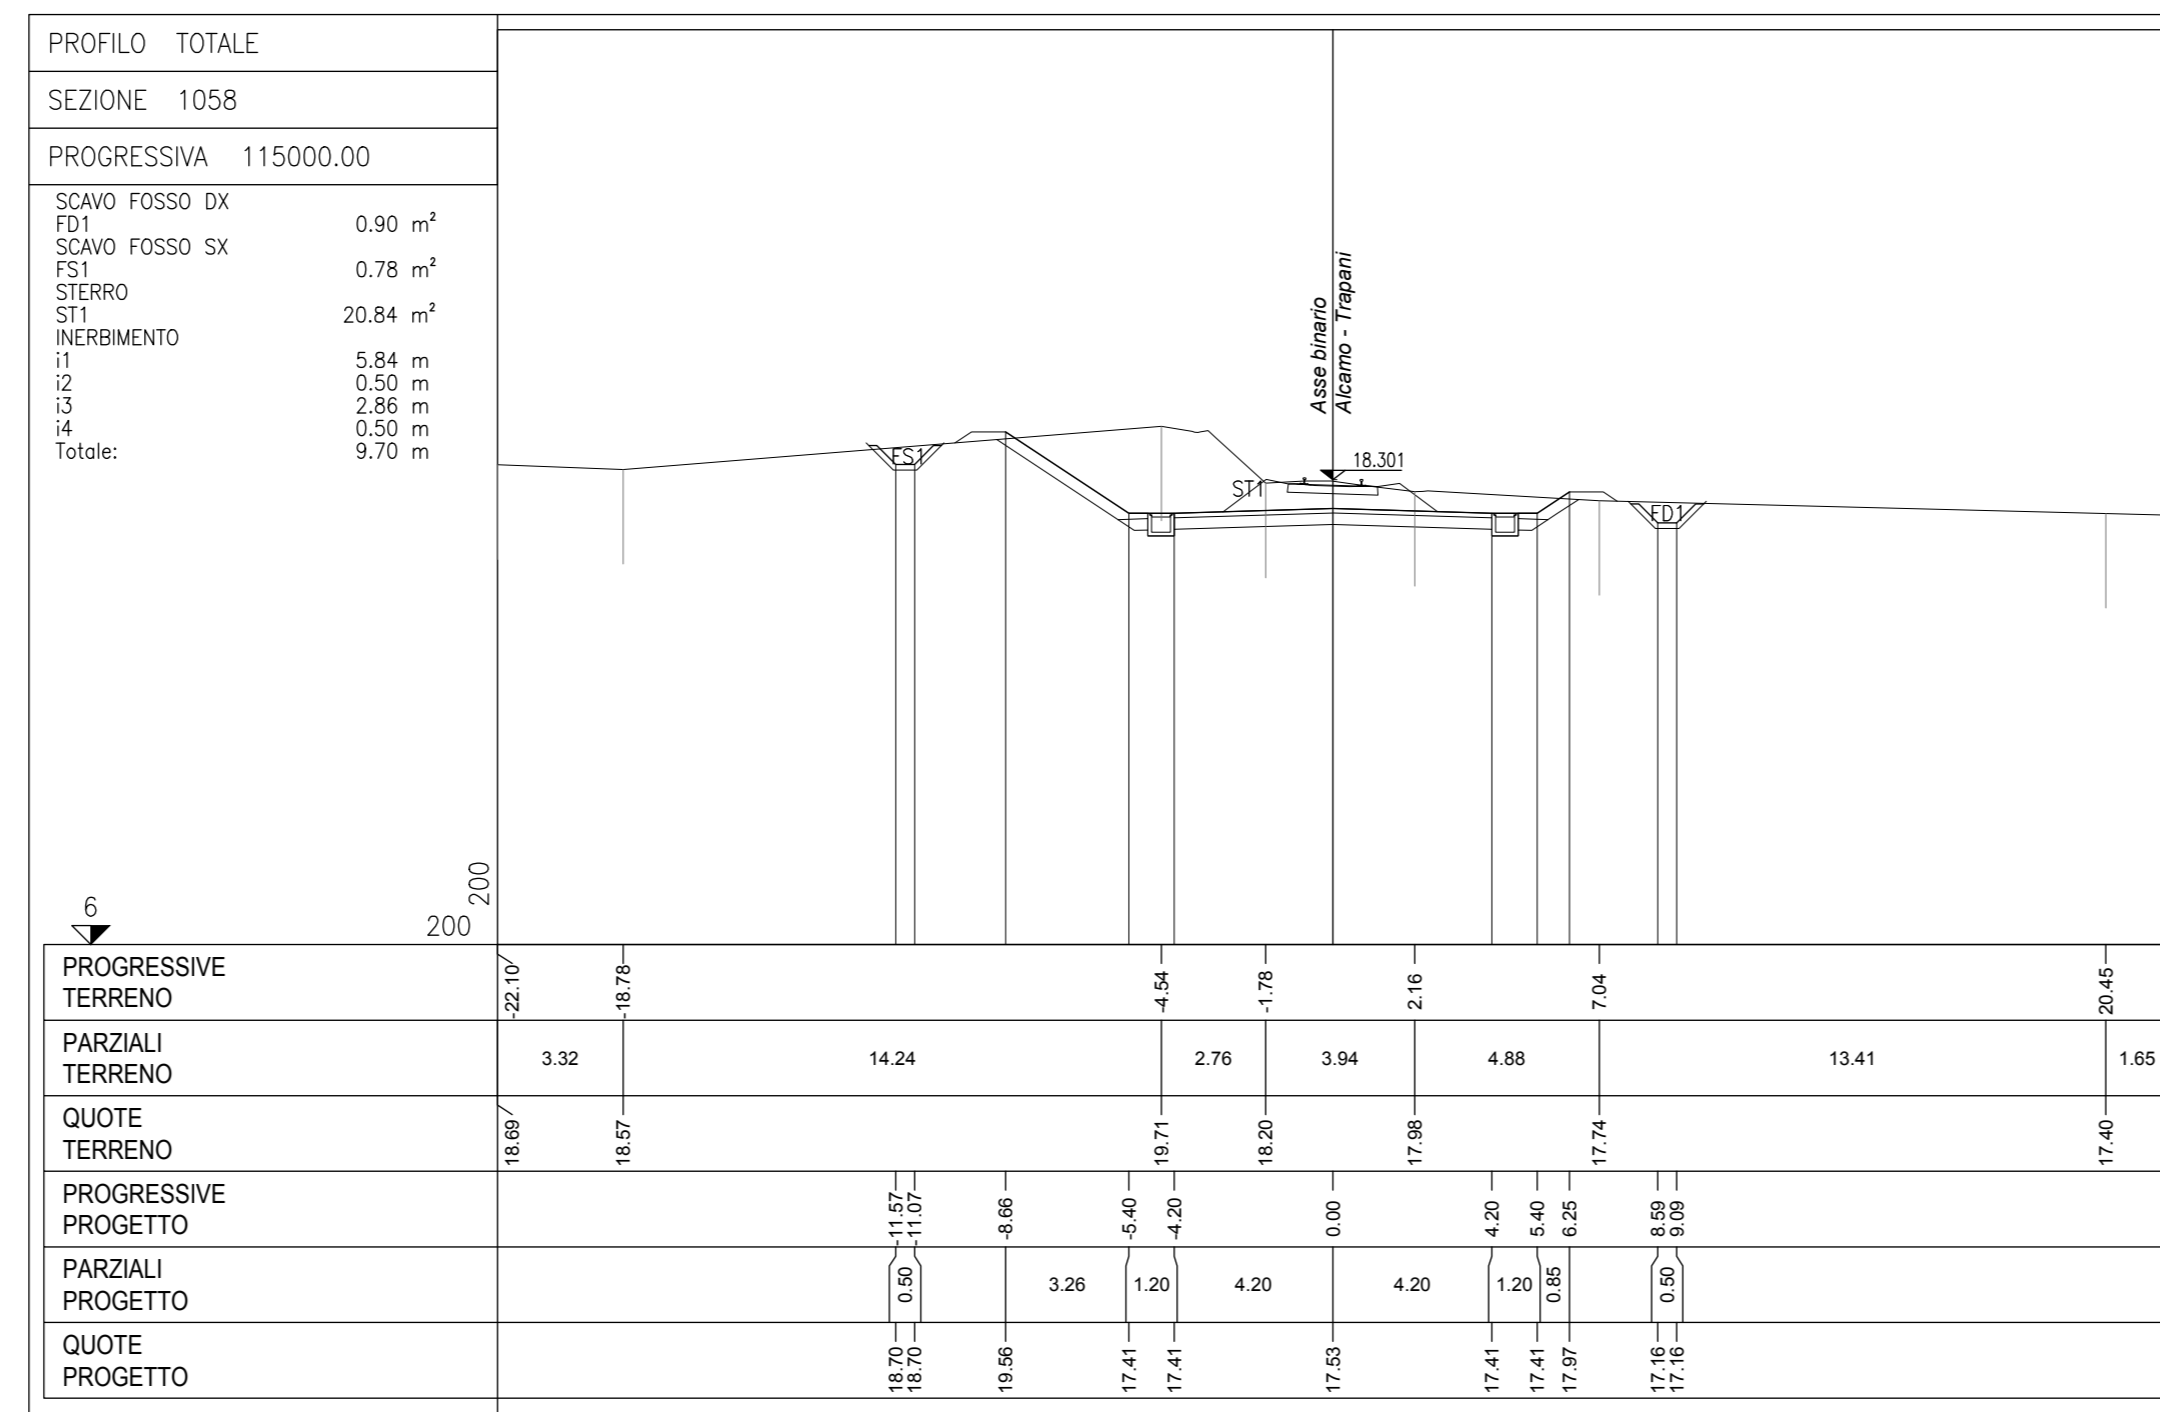 PROFILO TOTALE
SEZIONE 1058
PROGRESSIVA 115000.00
SCAVO FOSSO DX
FD1 0.90 m²
SCAVO FOSSO SX
FS1 0.78 m²
STERRO
ST1 20.84 m²
INERBIMENTO
i1 5.84 m
i2 0.50 m
i3 2.86 m
i4 0.50 m
Totale: 9.70 m
Asse binario
Alcamo - Trapani
18.301
FS1
ST1
FD1
6
200
200
PROGRESSIVE
TERRENO
-22.10 -18.78 -4.54 -1.78 2.16 7.04 20.45
PARZIALI
TERRENO
3.32 14.24 2.76 3.94 4.88 13.41 1.65
QUOTE
TERRENO
18.69 18.57 19.71 18.20 17.98 17.74 17.40
PROGRESSIVE
PROGETTO
-11.57 -11.07 -8.66 -5.40 -4.20 0.00 4.20 5.40 6.25 8.59 9.09
PARZIALI
PROGETTO
0.50 3.26 1.20 4.20 4.20 1.20 0.85 0.50
QUOTE
PROGETTO
18.70 18.70 19.56 17.41 17.41 17.53 17.41 17.41 17.97 17.16 17.16